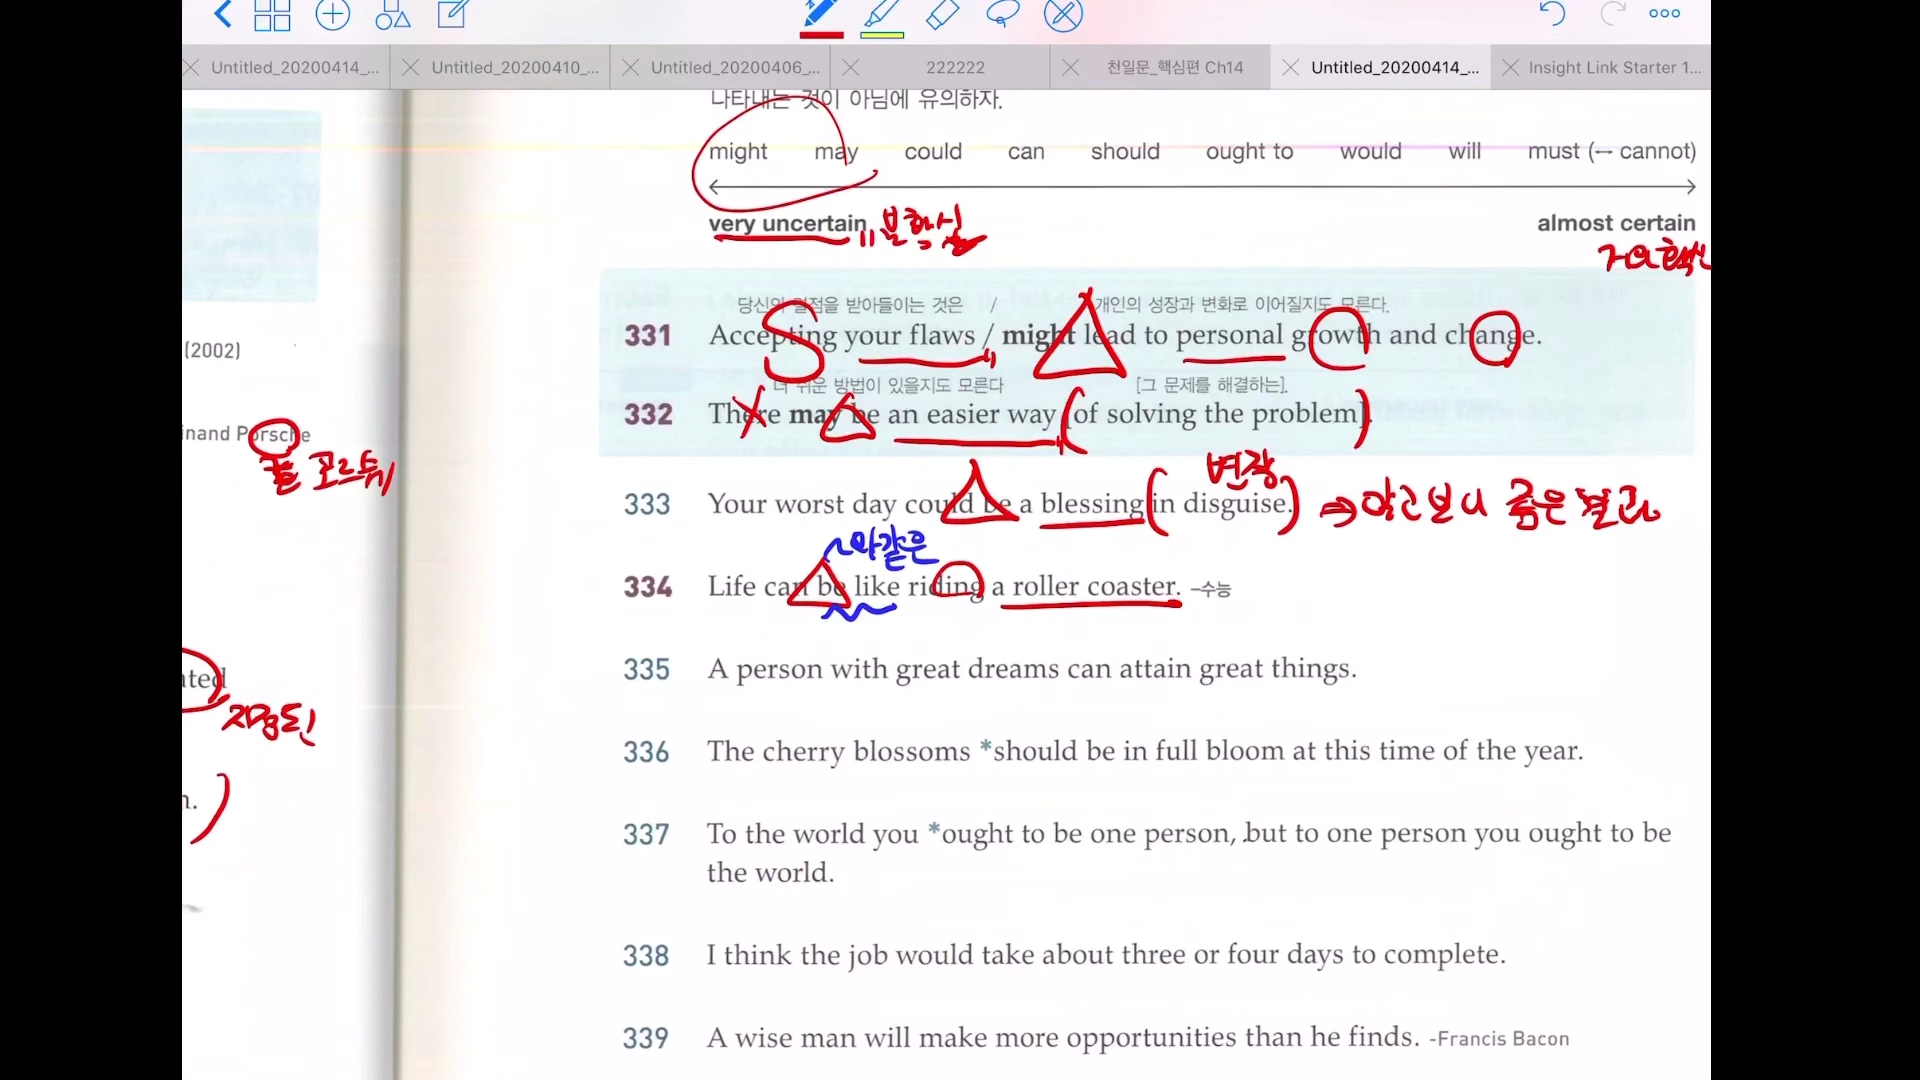 Untitled_20200414_...
Untitled_20200410_...
Untitled_20200406_...
222222
천일문_핵심편 Ch14
Untitled_20200414_...
Insight Link Starter 1...
나타내는 것이 아님에 유의하자.
might may could can should ought to would will must (↔ cannot)
very uncertain 불확실
almost certain
거의 확실
당신의 결점을 받아들이는 것은 / 개인의 성장과 변화로 이어질지도 모른다.
S
331 Accepting your flaws / might lead to personal growth and change.
더 쉬운 방법이 있을지도 모른다 [그 문제를 해결하는].
332 There may be an easier way [of solving the problem].
변장
333 Your worst day could be a blessing in disguise. ⇒ 알고보니 좋은 결과
~와 같은
334 Life can be like riding a roller coaster. –수능
335 A person with great dreams can attain great things.
336 The cherry blossoms *should be in full bloom at this time of the year.
337 To the world you *ought to be one person, but to one person you ought to be
the world.
338 I think the job would take about three or four days to complete.
339 A wise man will make more opportunities than he finds. -Francis Bacon
(2002)
inand Porsche
포르쉐
ated
지정된
n. )